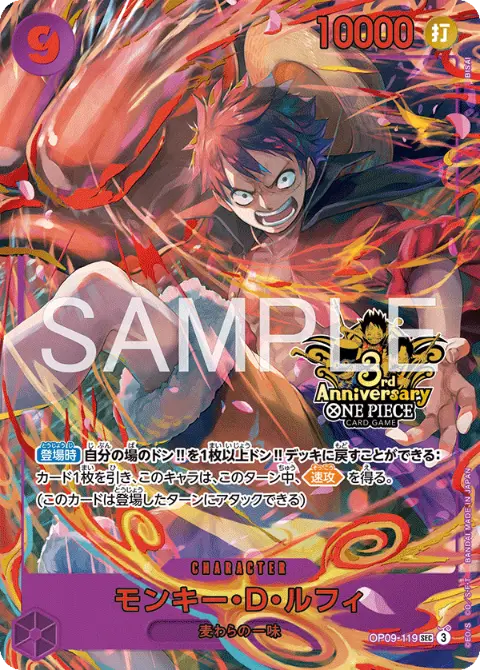 9
10000
打
BISAI
SAMPLE
3rd
Anniversary
ONE PIECE
CARD GAME
登場時 自分の場のドン!!を1枚以上ドン!!デッキに戻すことができる:
カード1枚を引き、このキャラは、このターン中、速攻を得る。
(このカードは登場したターンにアタックできる)
CHARACTER
モンキー・D・ルフィ
麦わらの一味
OP09-119 SEC 3
BANDAI MADE IN JAPAN